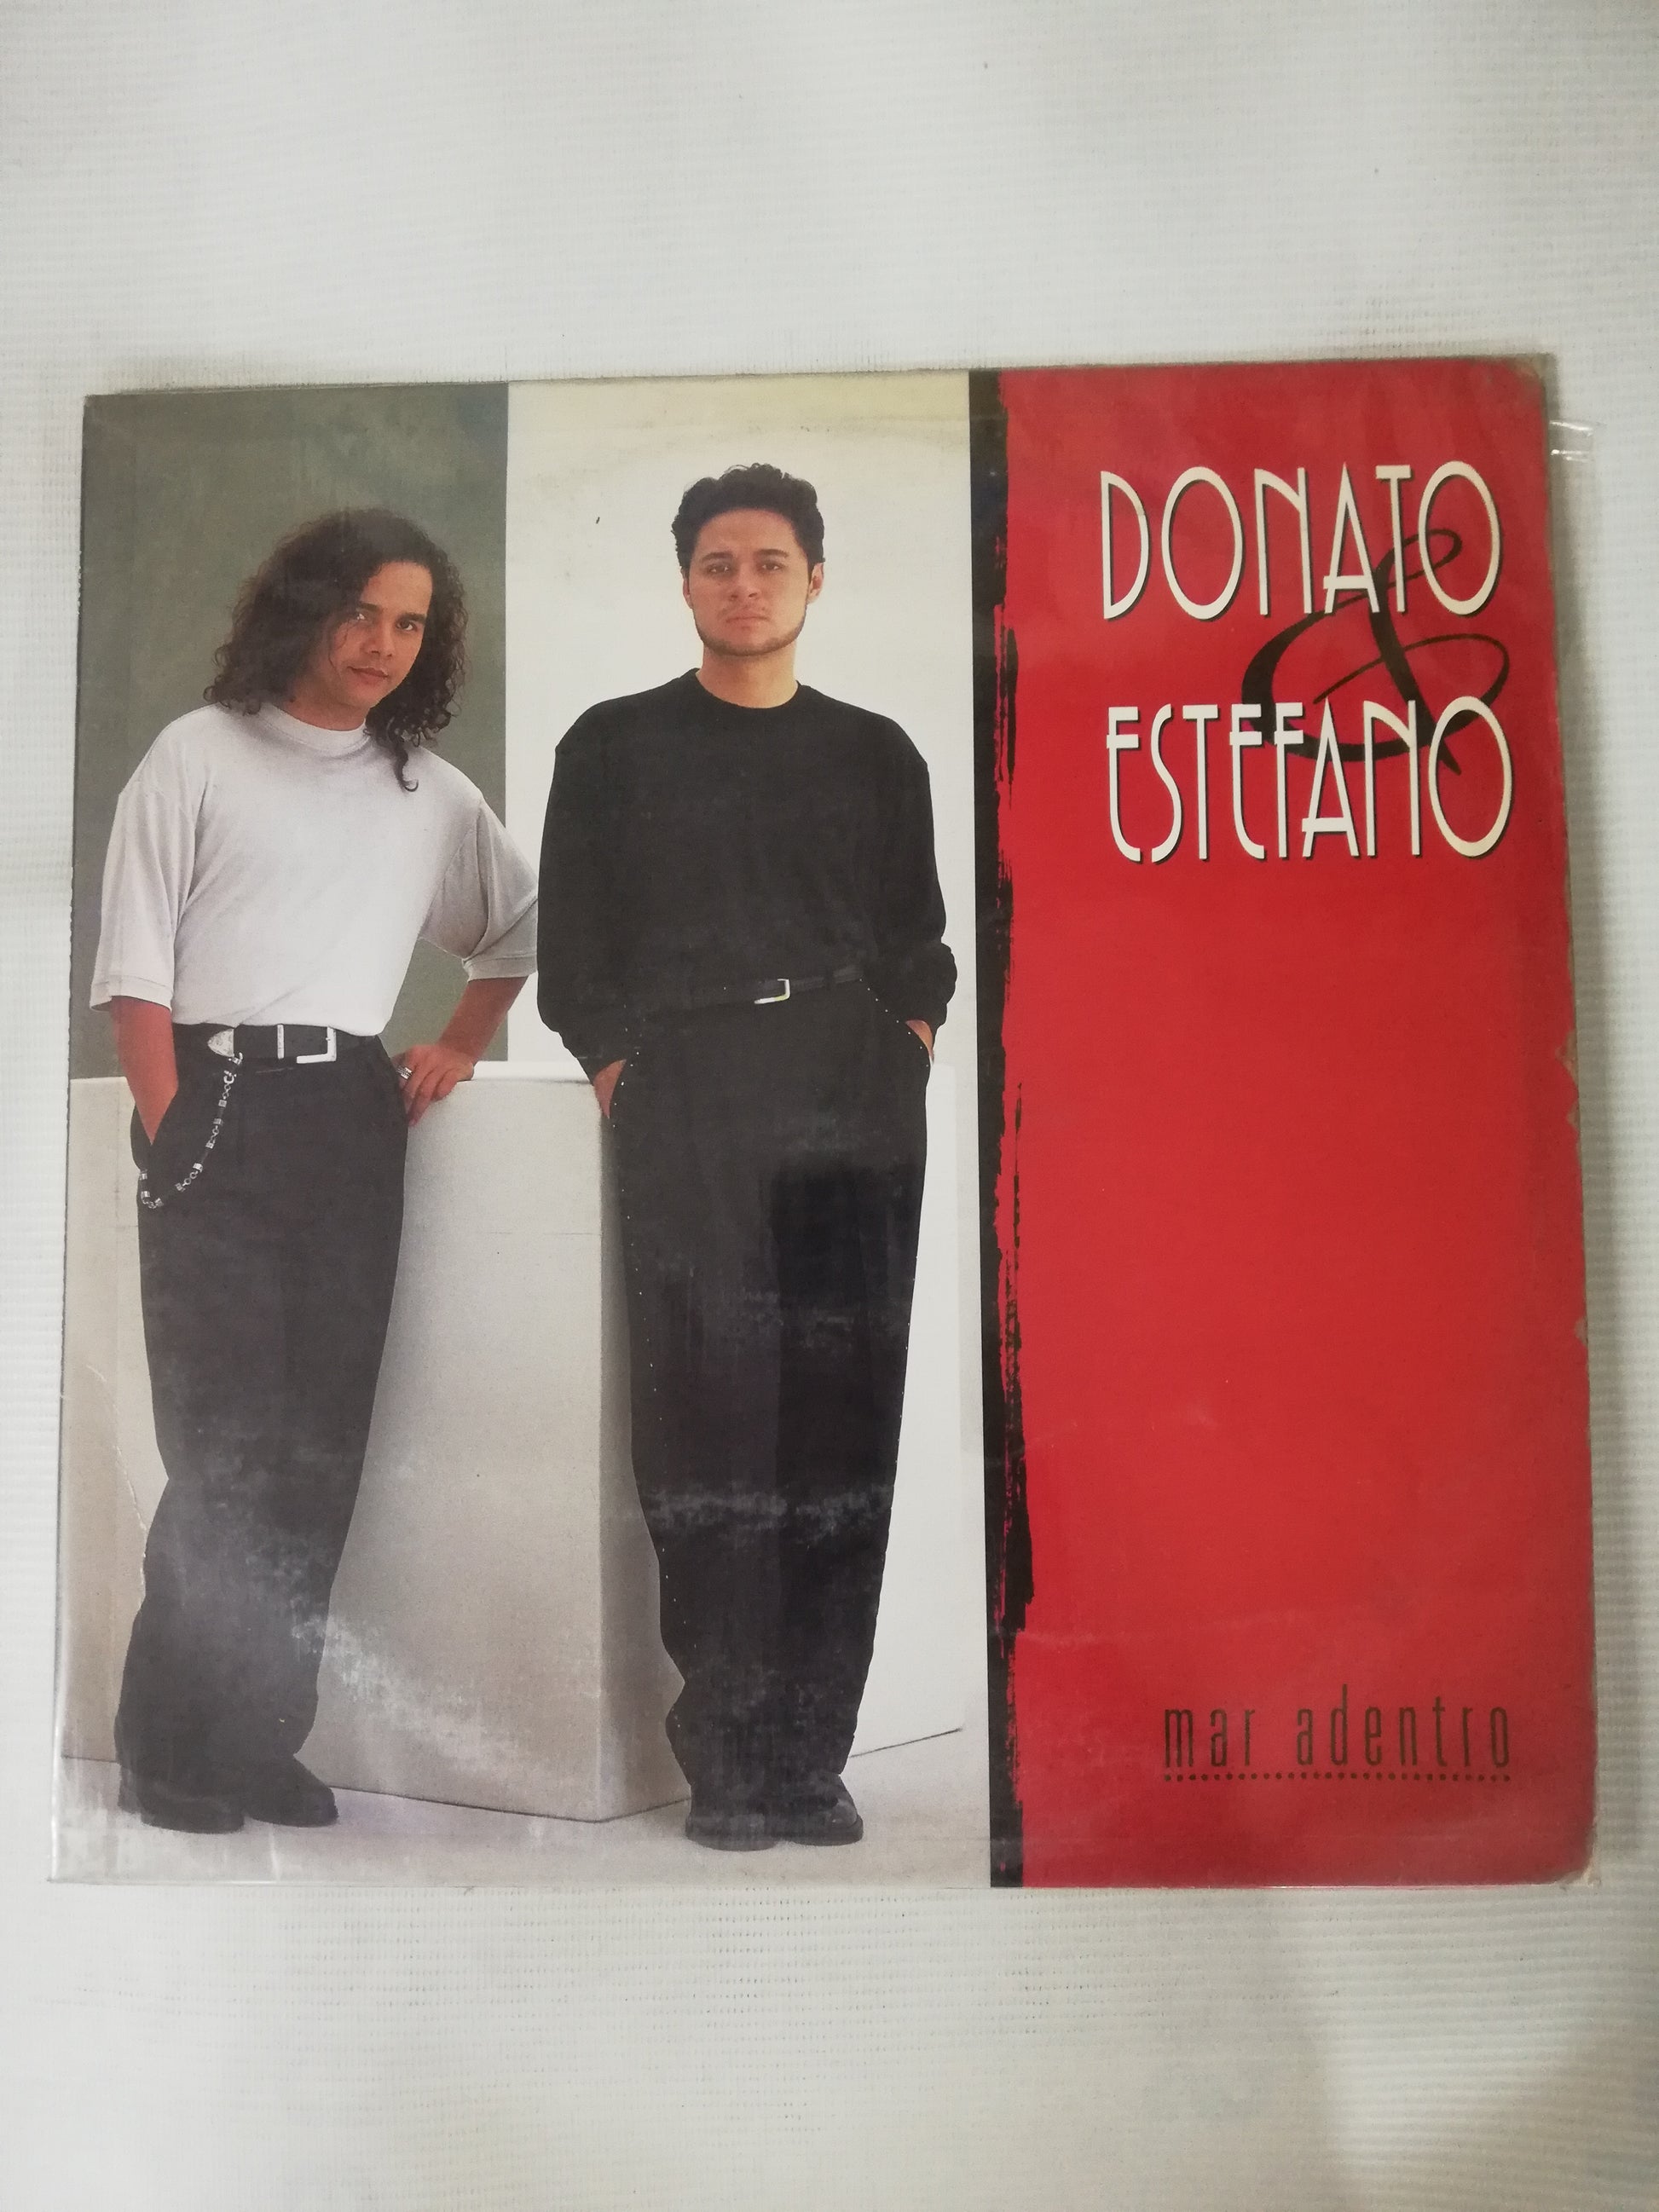 DONATO
&
ESTEFANO
mar adentro